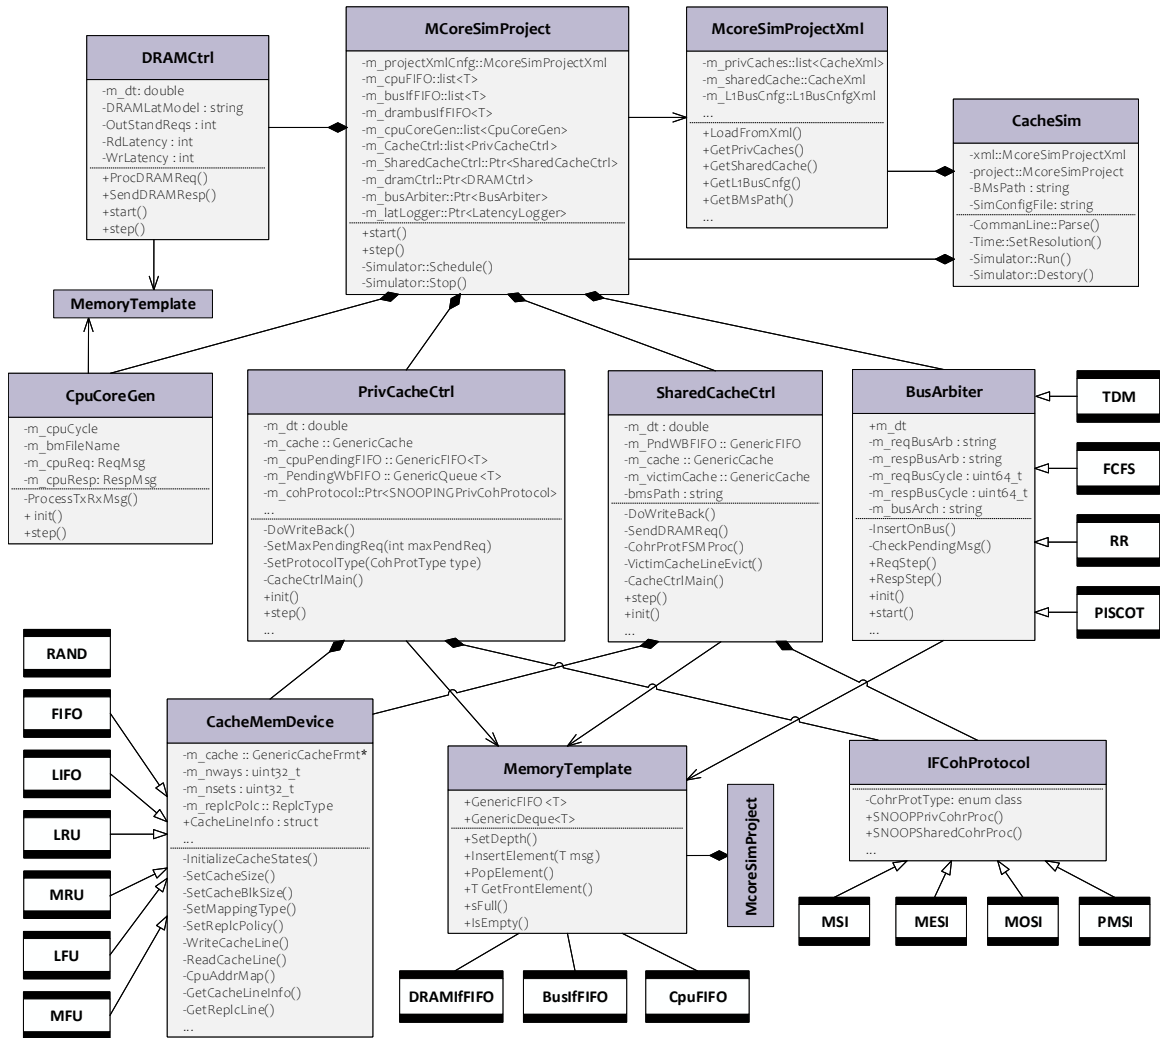 DRAMCtrl
-m_dt: double
-DRAMLatModel : string
-OutStandReqs : int
-RdLatency : int
-WrLatency : int
+ProcDRAMReq()
+SendDRAMResp()
+start()
+step()
MCoreSimProject
-m_projectXmlCnfg::McoreSimProjectXml
-m_cpuFIFO::list<T>
-m_busIfFIFO::list<T>
-m_drambusIfFIFO<T>
-m_cpuCoreGen::list<CpuCoreGen>
-m_CacheCtrl::list<PrivCacheCtrl>
-m_SharedCacheCtrl::Ptr<SharedCacheCtrl>
-m_dramCtrl::Ptr<DRAMCtrl>
-m_busArbiter::Ptr<BusArbiter>
-m_latLogger::Ptr<LatencyLogger>
+start()
+step()
-Simulator::Schedule()
-Simulator::Stop()
McoreSimProjectXml
-m_privCaches::list<CacheXml>
-m_sharedCache::CacheXml
-m_L1BusCnfg::L1BusCnfgXml
...
+LoadFromXml()
+GetPrivCaches()
+GetSharedCache()
+GetL1BusCnfg()
+GetBMsPath()
...
CacheSim
-xml::McoreSimProjectXml
-project::McoreSimProject
-BMsPath : string
-SimConfigFile: string
-CommanLine::Parse()
-Time::SetResolution()
-Simulator::Run()
-Simulator::Destory()
MemoryTemplate
CpuCoreGen
-m_cpuCycle
-m_bmFileName
-m_cpuReq: ReqMsg
-m_cpuResp: RespMsg
-ProcessTxRxMsg()
+ init()
+step()
PrivCacheCtrl
-m_dt : double
-m_cache :: GenericCache
-m_cpuPendingFIFO :: GenericFIFO<T>
-m_PendingWbFIFO :: GenericQueue <T>
-m_cohProtocol::Ptr<SNOOPINGPrivCohProtocol>
...
-DoWriteBack()
-SetMaxPendingReq(int maxPendReq)
-SetProtocolType(CohProtType type)
-CacheCtrlMain()
+init()
+step()
...
SharedCacheCtrl
-m_dt : double
-m_PndWBFIFO :: GenericFIFO
-m_cache :: GenericCache
-m_victimCache :: GenericCache
-bmsPath : string
-DoWriteBack()
-SendDRAMReq()
-CohrProtFSMProc()
-VictimCacheLineEvict()
-CacheCtrlMain()
+step()
+init()
...
BusArbiter
+m_dt
-m_reqBusArb : string
-m_respBusArb : string
-m_reqBusCycle : uint64_t
-m_respBusCycle : uint64_t
-m_busArch : string
-InsertOnBus()
-CheckPendingMsg()
+ReqStep()
+RespStep()
+init()
+start()
...
TDM
FCFS
RR
PISCOT
RAND
FIFO
LIFO
LRU
MRU
LFU
MFU
CacheMemDevice
-m_cache :: GenericCacheFrmt*
-m_nways : uint32_t
-m_nsets : uint32_t
-m_replcPolc :: ReplcType
+CacheLineInfo : struct
...
-InitializeCacheStates()
-SetCacheSize()
-SetCacheBlkSize()
-SetMappingType()
-SetReplcPolicy()
-WriteCacheLine()
-ReadCacheLine()
-CpuAddrMap()
-GetCacheLineInfo()
-GetReplcLine()
...
MemoryTemplate
+GenericFIFO <T>
+GenericDeque<T>
+SetDepth()
+InsertElement(T msg)
+PopElement()
+T GetFrontElement()
+sFull()
+IsEmpty()
McoreSimProject
IFCohProtocol
-CohrProtType: enum class
+SNOOPPrivCohrProc()
+SNOOPSharedCohrProc()
...
MSI
MESI
MOSI
PMSI
DRAMIfFIFO
BusIfFIFO
CpuFIFO